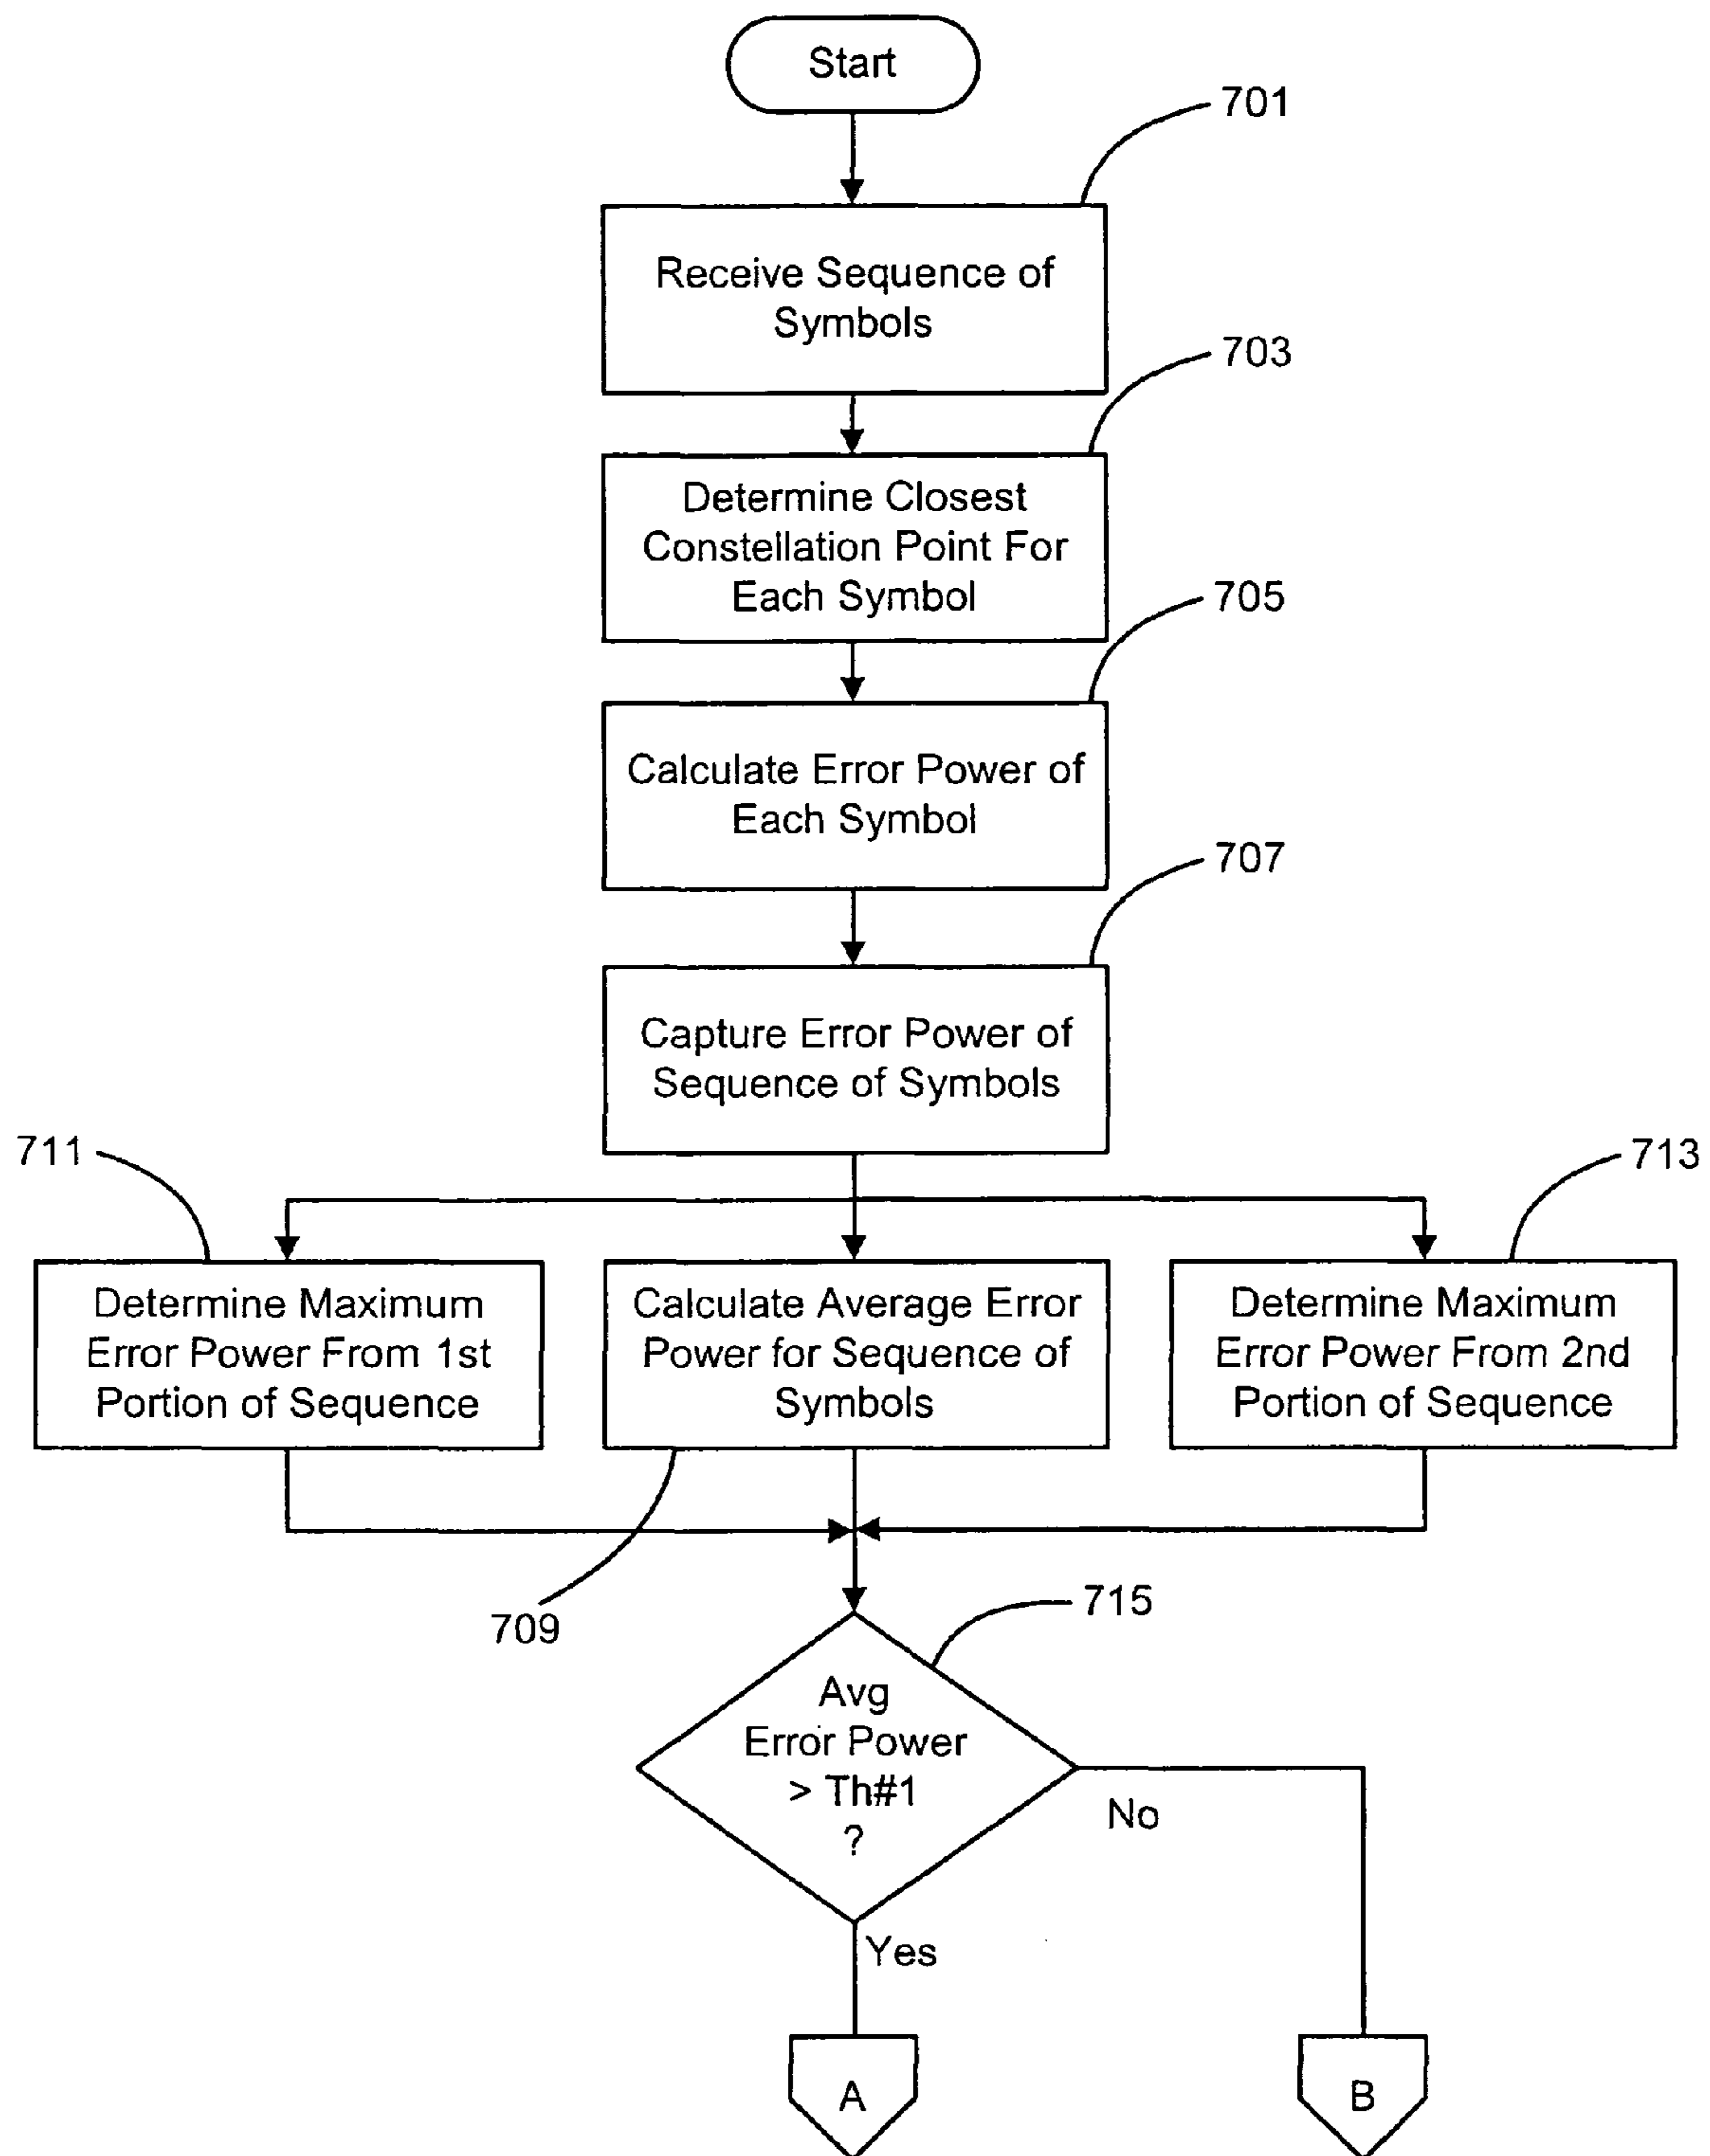 Start
701
Receive Sequence of
Symbols
703
Determine Closest
Constellation Point For
Each Symbol
705
Calculate Error Power of
Each Symbol
707
Capture Error Power of
Sequence of Symbols
711
713
Determine Maximum
Error Power From 1st
Portion of Sequence
Calculate Average Error
Power for Sequence of
Symbols
Determine Maximum
Error Power From 2nd
Portion of Sequence
709
715
Avg
Error Power
> Th#1
?
No
Yes
A
B